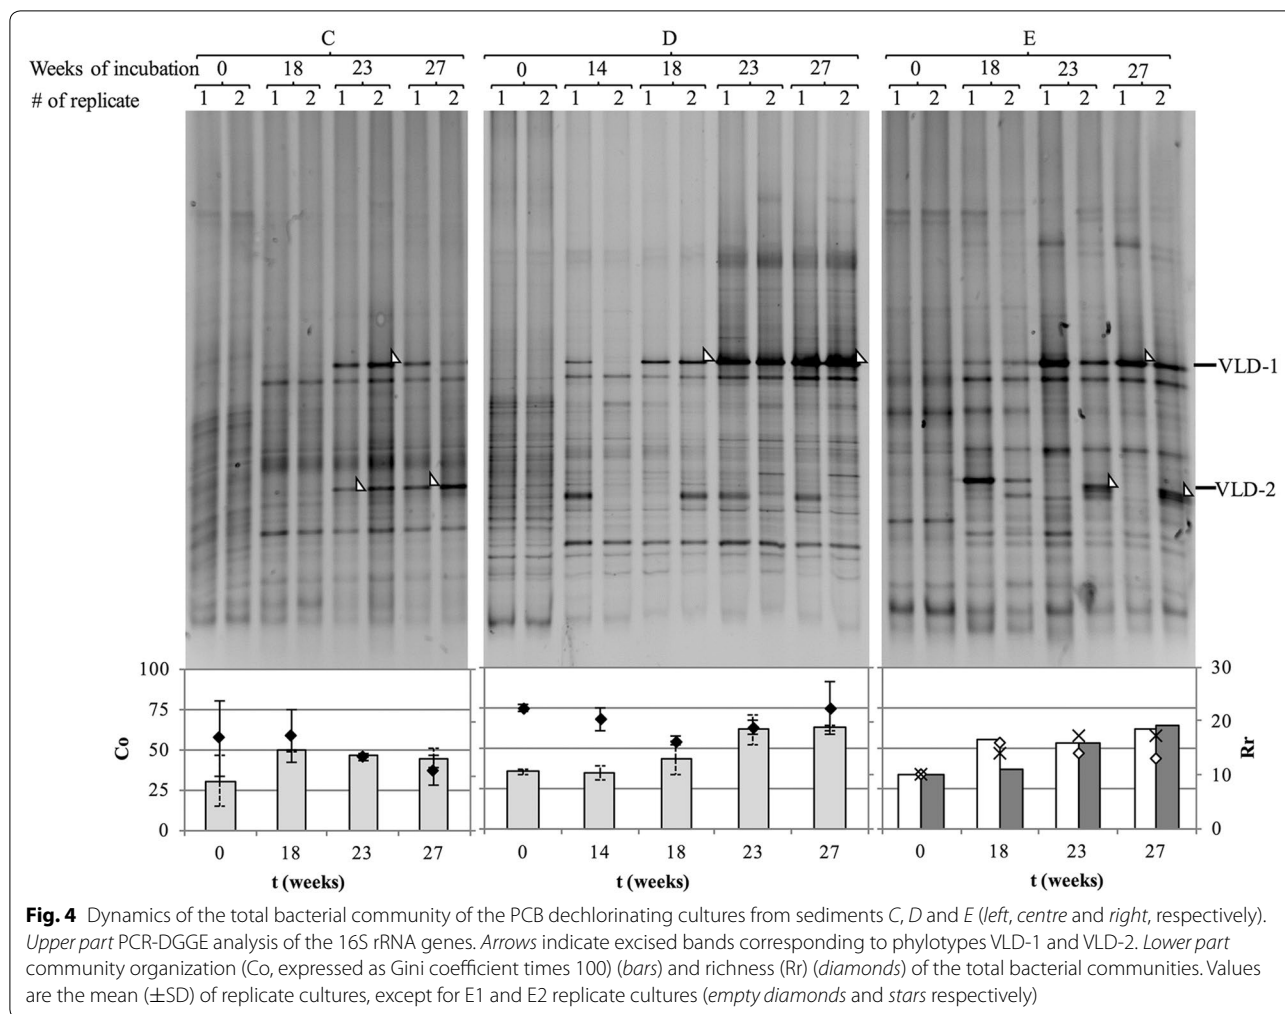 C D E
Weeks of incubation 0 18 23 27 0 14 18 23 27 0 18 23 27
# of replicate 1 2 1 2 1 2 1 2 1 2 1 2 1 2 1 2 1 2 1 2 1 2 1 2 1 2
VLD-1
VLD-2
100 30
75
20
Co 50 Rr
10
25
0 0
0 18 23 27 0 14 18 23 27 0 18 23 27
t (weeks) t (weeks) t (weeks)
Fig. 4 Dynamics of the total bacterial community of the PCB dechlorinating cultures from sediments C, D and E (left, centre and right, respectively).
Upper part PCR-DGGE analysis of the 16S rRNA genes. Arrows indicate excised bands corresponding to phylotypes VLD-1 and VLD-2. Lower part
community organization (Co, expressed as Gini coefficient times 100) (bars) and richness (Rr) (diamonds) of the total bacterial communities. Values
are the mean (±SD) of replicate cultures, except for E1 and E2 replicate cultures (empty diamonds and stars respectively)